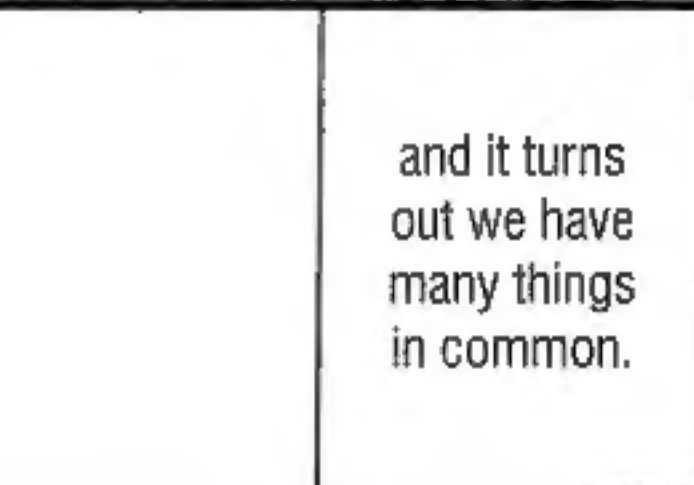 and it turns
out we have
many things
in common.